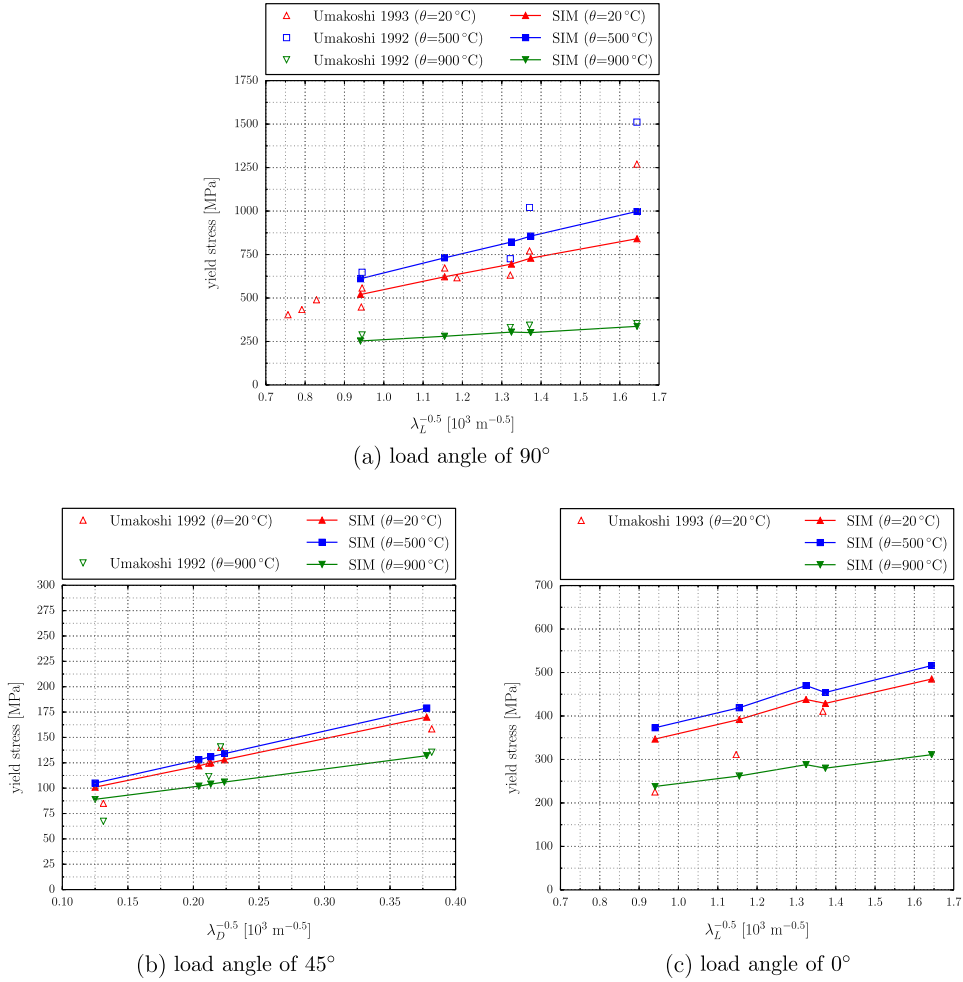 Umakoshi 1993 (θ=20 °C) SIM (θ=20 °C)
Umakoshi 1992 (θ=500 °C) SIM (θ=500 °C)
Umakoshi 1992 (θ=900 °C) SIM (θ=900 °C)
1750
1500
1250
1000
750
500
250
0
yield stress [MPa]
0.7 0.8 0.9 1.0 1.1 1.2 1.3 1.4 1.5 1.6 1.7
λ_L^{-0.5} [10³ m^{-0.5}]
(a) load angle of 90°
Umakoshi 1992 (θ=20 °C) SIM (θ=20 °C)
SIM (θ=500 °C)
Umakoshi 1992 (θ=900 °C) SIM (θ=900 °C)
300
275
250
225
200
175
150
125
100
75
50
25
0
yield stress [MPa]
0.10 0.15 0.20 0.25 0.30 0.35 0.40
λ_D^{-0.5} [10³ m^{-0.5}]
(b) load angle of 45°
Umakoshi 1993 (θ=20 °C) SIM (θ=20 °C)
SIM (θ=500 °C)
SIM (θ=900 °C)
700
600
500
400
300
200
100
0
yield stress [MPa]
0.7 0.8 0.9 1.0 1.1 1.2 1.3 1.4 1.5 1.6 1.7
λ_L^{-0.5} [10³ m^{-0.5}]
(c) load angle of 0°